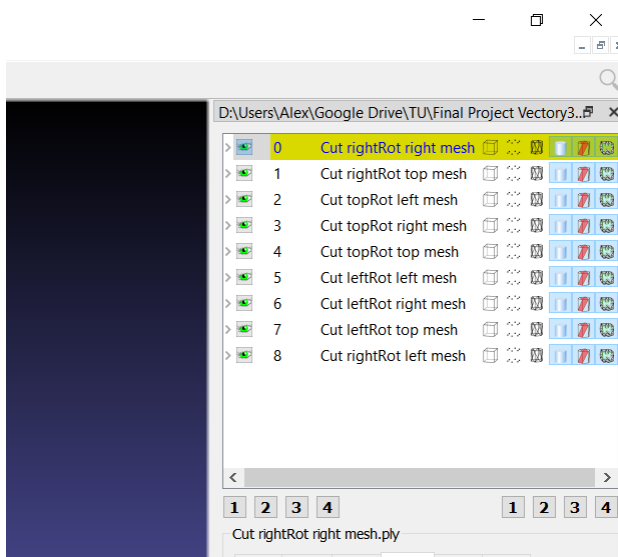 D:\Users\Alex\Google Drive\TU\Final Project Vectory3...
0 Cut rightRot right mesh
1 Cut rightRot top mesh
2 Cut topRot left mesh
3 Cut topRot right mesh
4 Cut topRot top mesh
5 Cut leftRot left mesh
6 Cut leftRot right mesh
7 Cut leftRot top mesh
8 Cut rightRot left mesh
1 2 3 4 1 2 3 4
Cut rightRot right mesh.ply